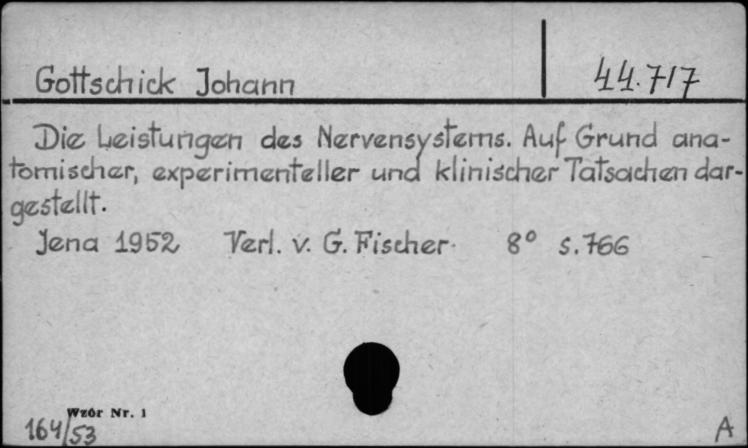 Gottschick Johann 44.717
Die Leistungen des Nervensystems. Auf Grund ana-
tomischer, experimenteller und klinischer Tatsachen dar-
gestellt.
Jena 1952 Verl. v. G. Fischer. 8° s. 766
Wzór Nr. 1
164/53 A